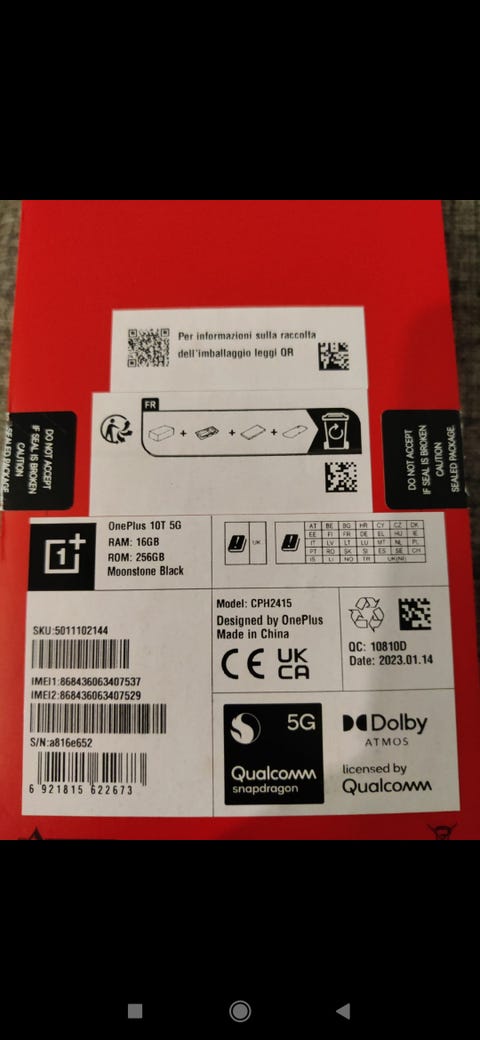 Per informazioni sulla raccolta
dell'imballaggio leggi QR
FR
DO NOT ACCEPT
IF SEAL IS BROKEN
CAUTION
SEALED PACKAGE
DO NOT ACCEPT
IF SEAL IS BROKEN
CAUTION
SEALED PACKAGE
OnePlus 10T 5G
RAM: 16GB
ROM: 256GB
Moonstone Black
UK
AT BE BG HR CY CZ DK
EE FI FR DE EL HU IE
IT LV LT LU MT NL PL
PT RO SK SI ES SE CH
IS LI NO TR UK(NI)
SKU:5011102144
IMEI1:868436063407537
IMEI2:868436063407529
S/N:a816e652
6 921815 622673
Model: CPH2415
Designed by OnePlus
Made in China
CE UK
CA
QC: 10810D
Date: 2023.01.14
5G
Qualcomm
snapdragon
Dolby
ATMOS
licensed by
Qualcomm